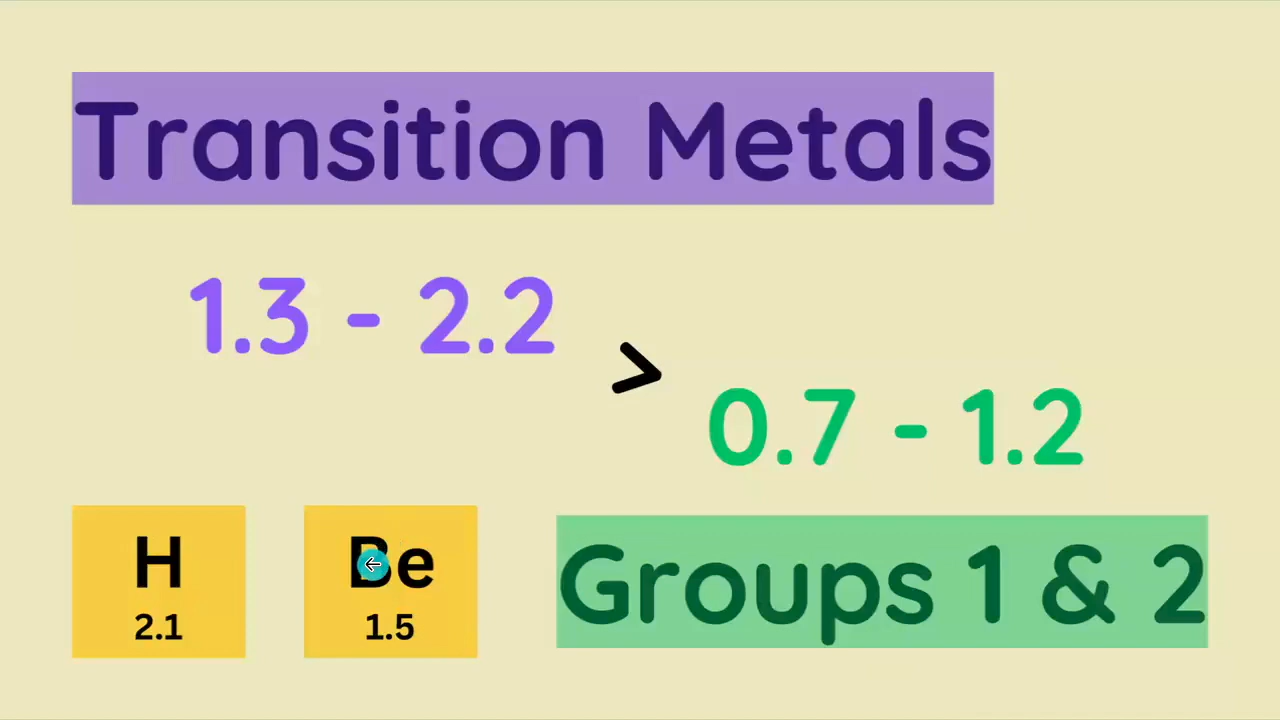 Transition Metals
1.3 - 2.2
>
0.7 - 1.2
H
2.1
Be
1.5
Groups 1 & 2